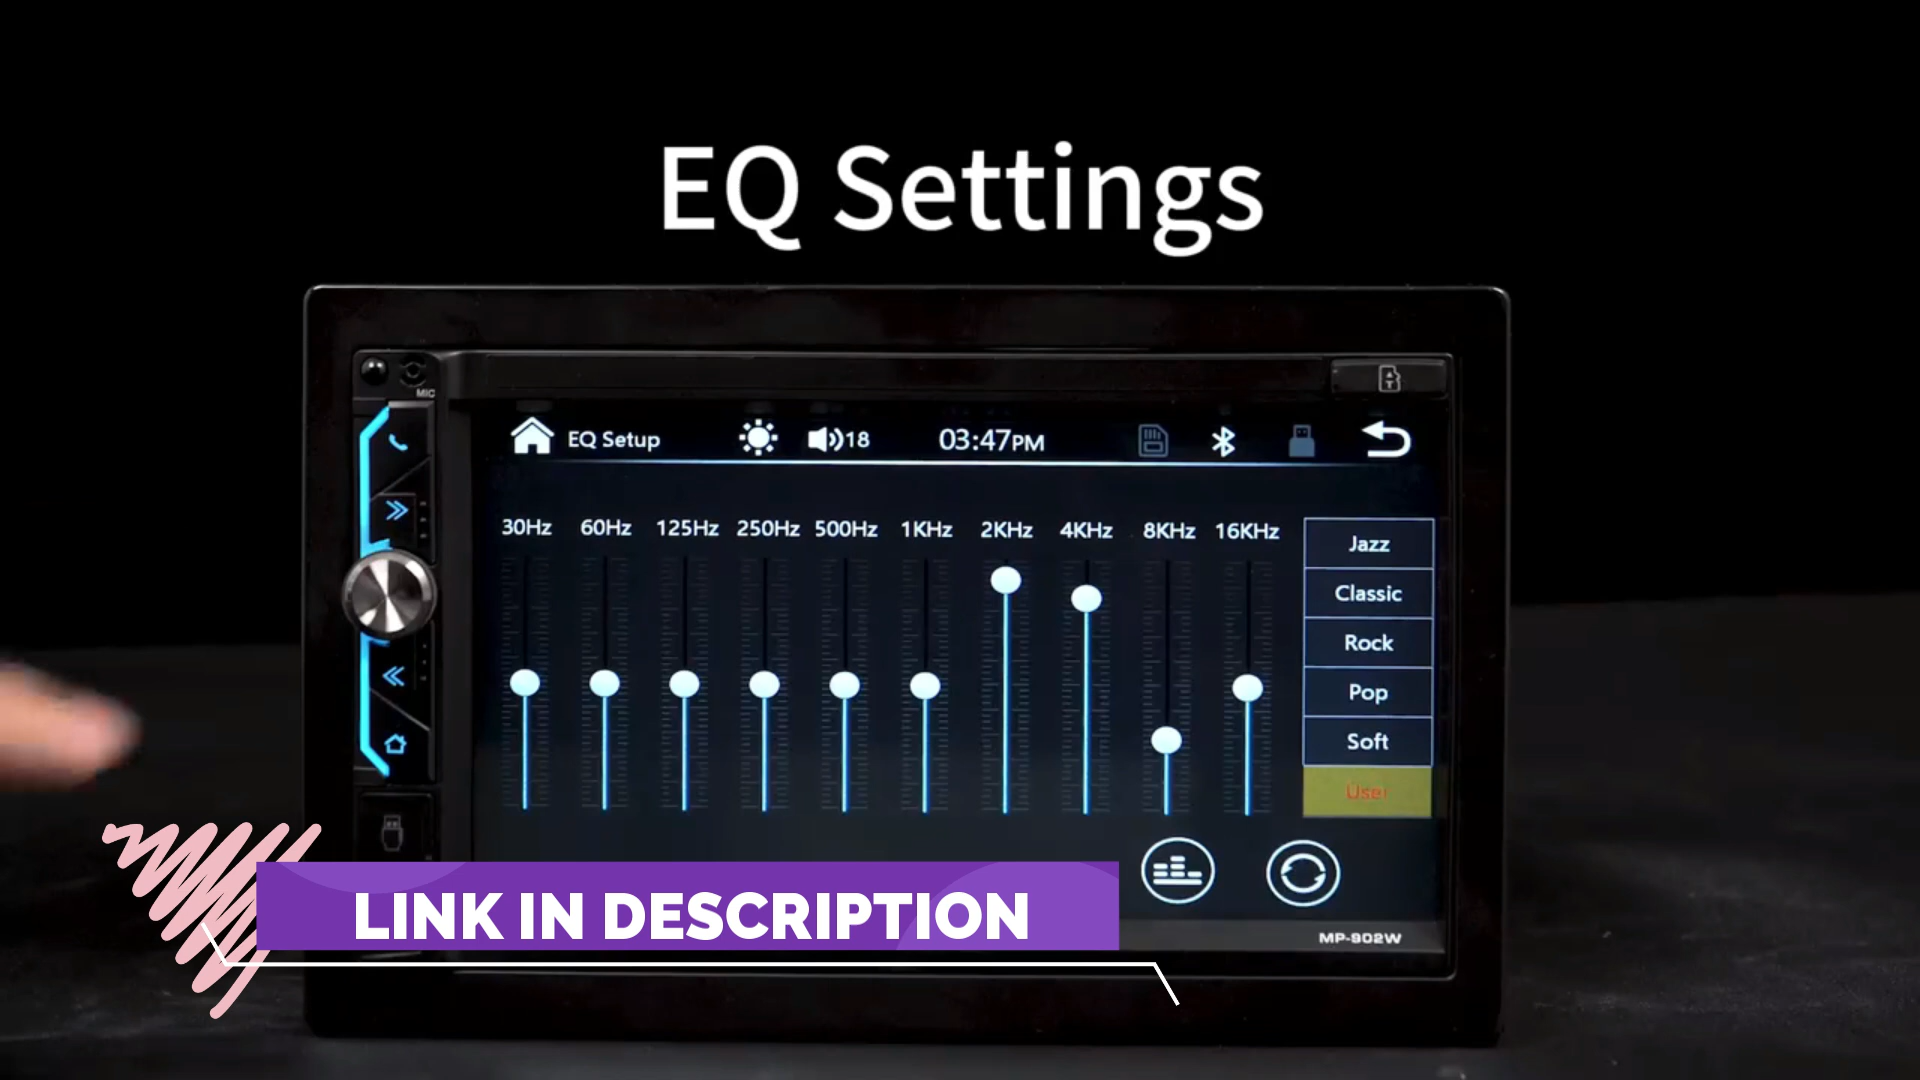 EQ Settings
MIC
EQ Setup 18 03:47PM
30Hz 60Hz 125Hz 250Hz 500Hz 1KHz 2KHz 4KHz 8KHz 16KHz
Jazz
Classic
Rock
Pop
Soft
User
LINK IN DESCRIPTION
MP-902W